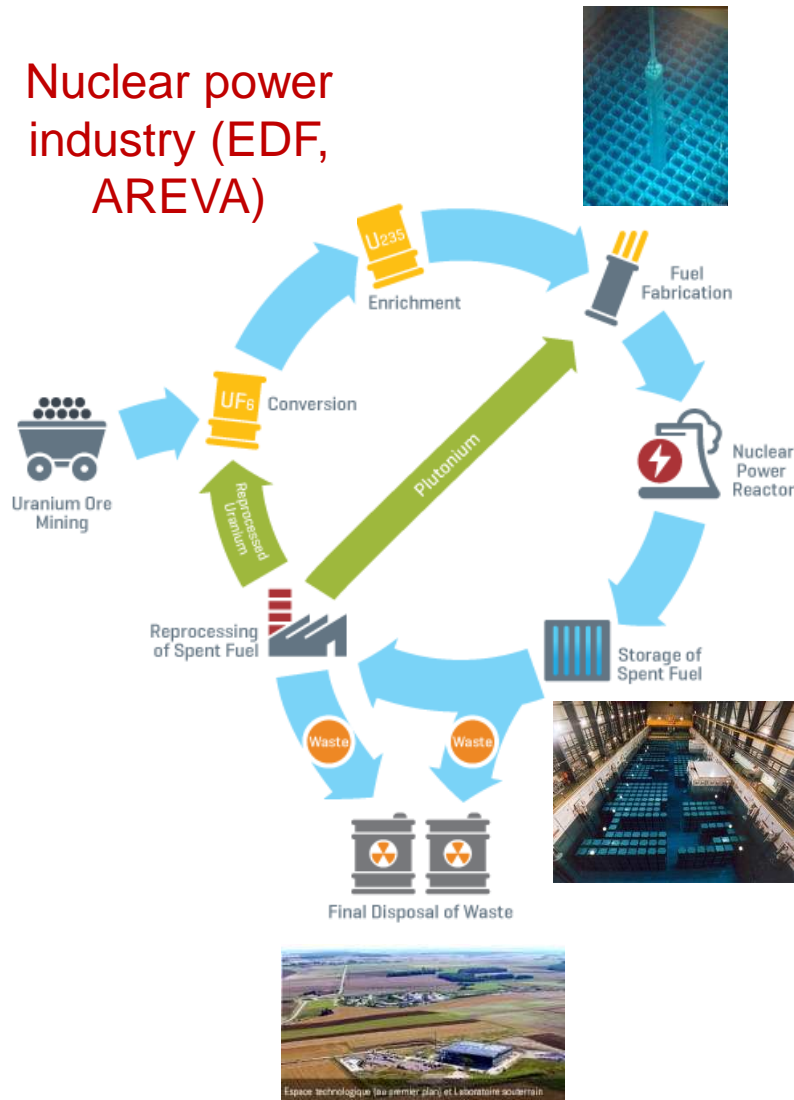 Nuclear power
industry (EDF,
AREVA)
U235
Enrichment
Fuel
Fabrication
UF6
Conversion
Uranium Ore
Mining
Reprocessed
Uranium
Plutonium
Nuclear
Power
Reactor
Reprocessing
of Spent Fuel
Storage of
Spent Fuel
Waste
Waste
Final Disposal of Waste
Espace technologique (au premier plan) et Laboratoire souterrain